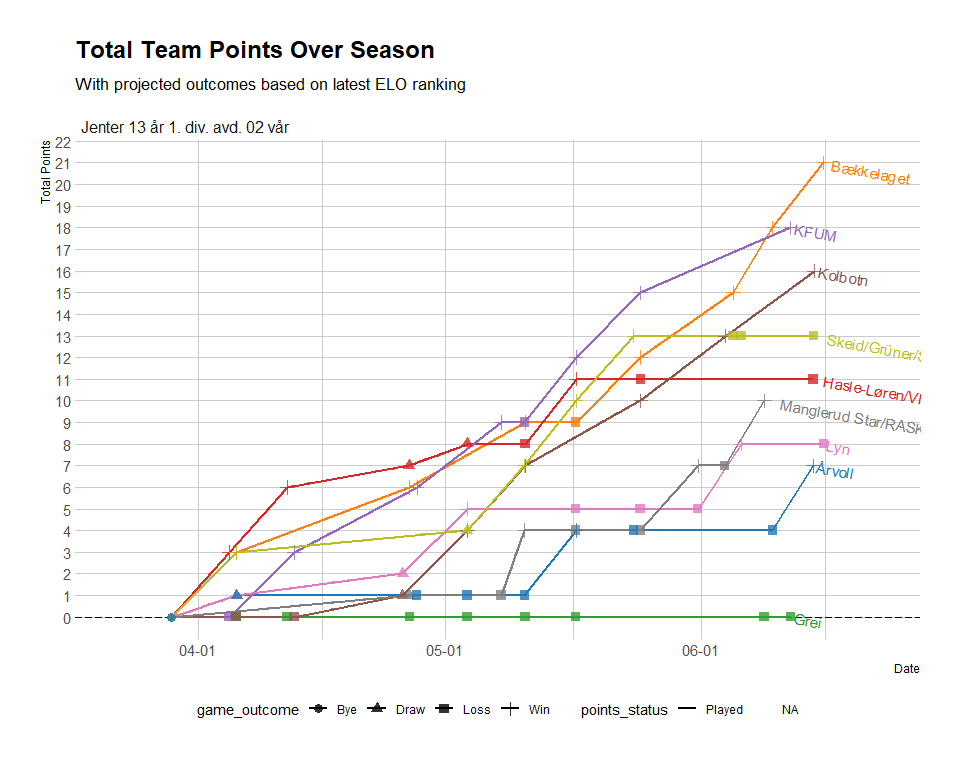 Total Team Points Over Season
With projected outcomes based on latest ELO ranking
Jenter 13 år 1. div. avd. 02 vår
Total Points
22
21
20
19
18
17
16
15
14
13
12
11
10
9
8
7
6
5
4
3
2
1
0
Bækkelaget
KFUM
Kolbotn
Skeid/Grüner/S
Hasle-Løren/VI
Manglerud Star/RASK
Lyn
Årvoll
Grei
04-01 05-01 06-01
Date
game_outcome Bye Draw Loss Win points_status Played NA